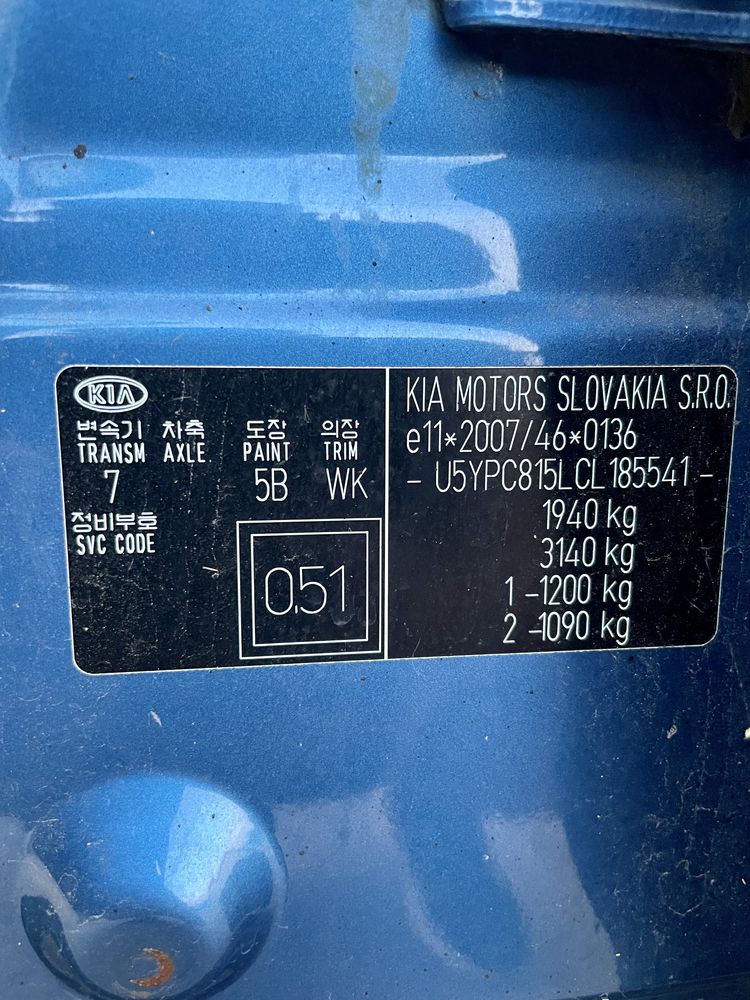 KIA
변속기 차축 도장 의장
TRANSM AXLE PAINT TRIM
7 5B WK
정비부호
SVC CODE
0.51
KIA MOTORS SLOVAKIA S.R.O.
e11*2007/46*0136
- U5YPC815LCL185541 -
1940 kg
3140 kg
1 -1200 kg
2 -1090 kg